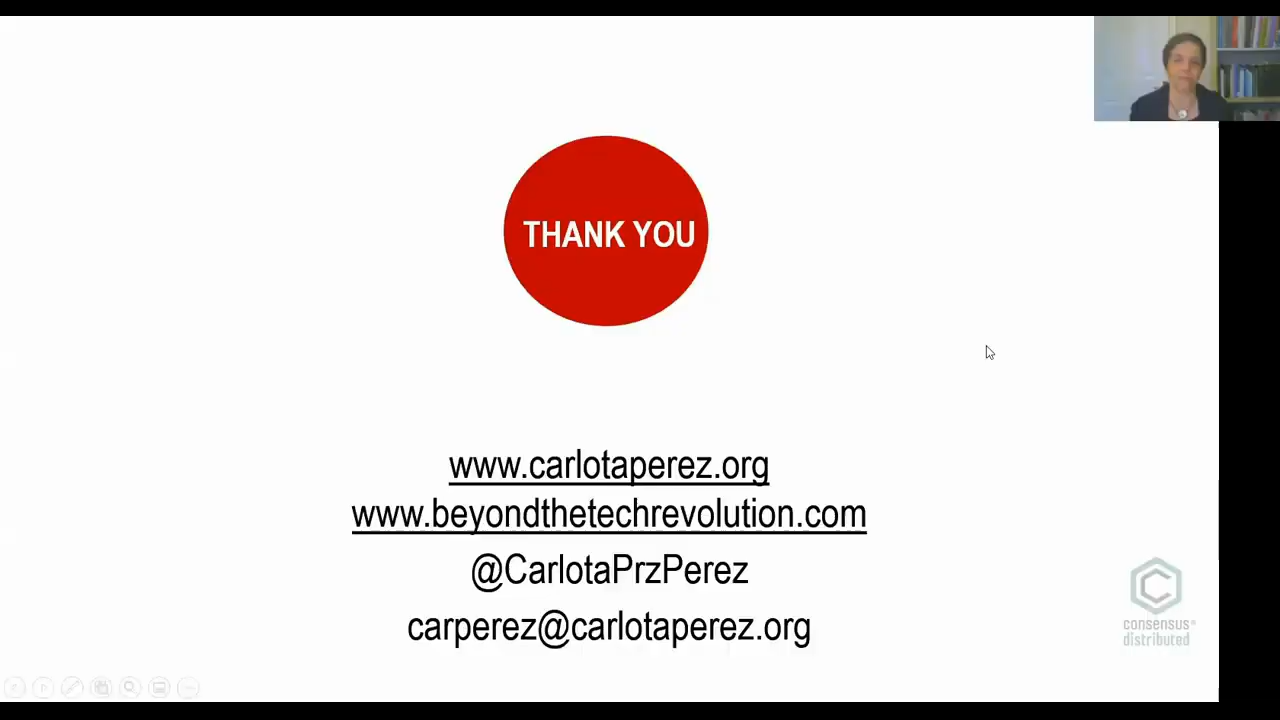 THANK YOU
www.carlotaperez.org
www.beyondthetechrevolution.com
@CarlotaPrzPerez
carperez@carlotaperez.org
consensus®
distributed